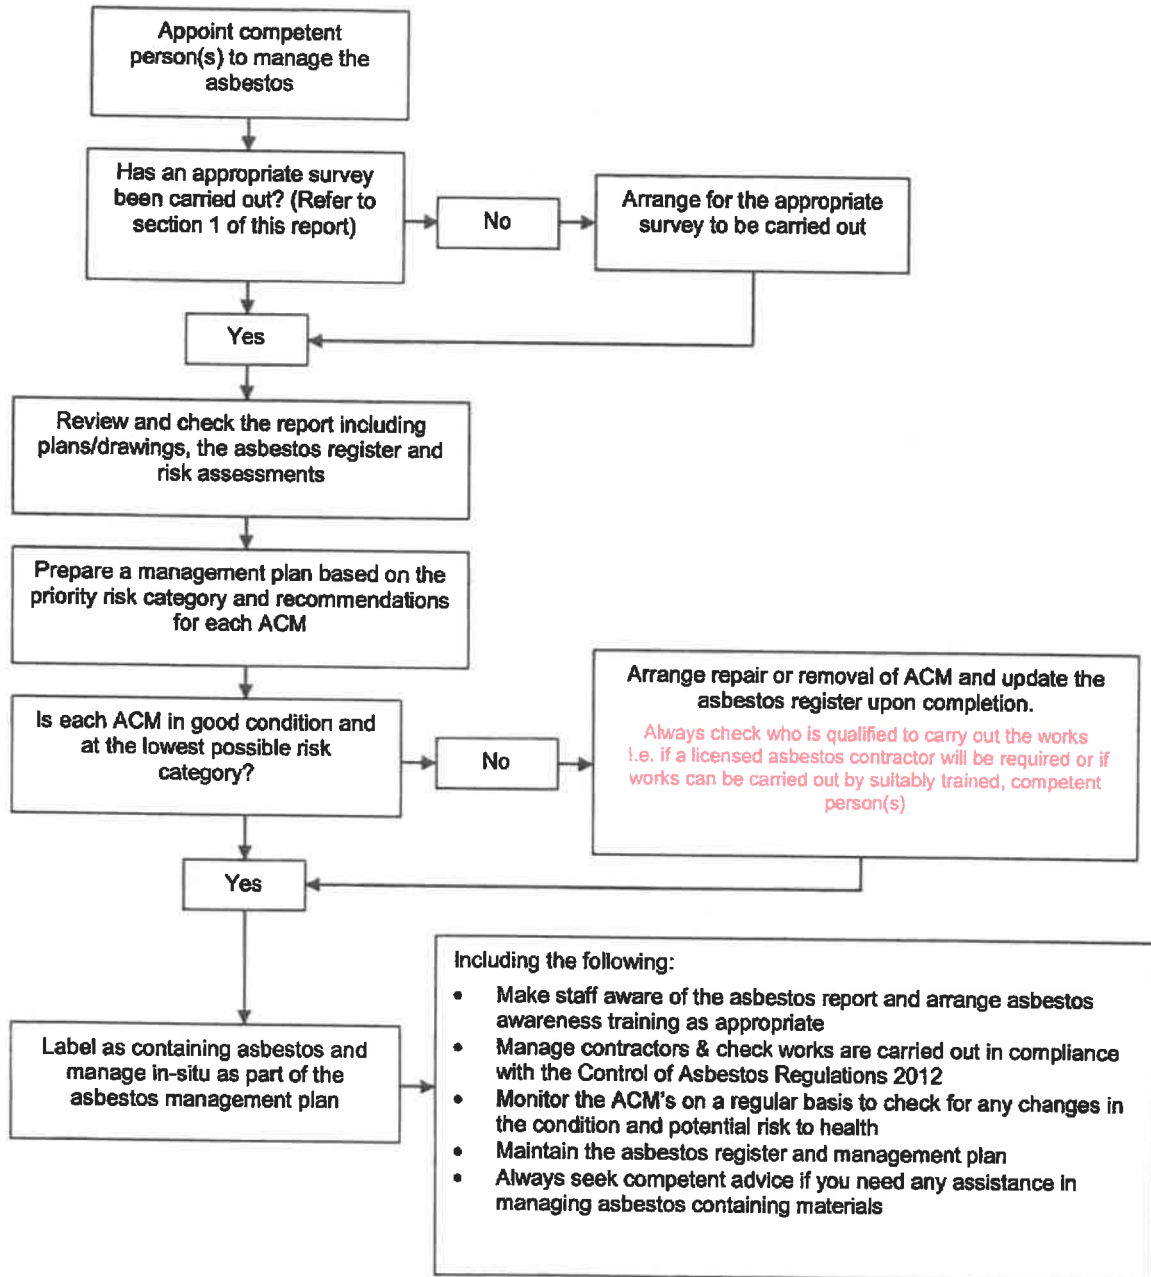 Appoint competent
person(s) to manage the
asbestos
Has an appropriate survey
been carried out? (Refer to
section 1 of this report)
No
Arrange for the appropriate
survey to be carried out
Yes
Review and check the report including
plans/drawings, the asbestos register and
risk assessments
Prepare a management plan based on the
priority risk category and recommendations
for each ACM
Is each ACM in good condition and
at the lowest possible risk
category?
No
Arrange repair or removal of ACM and update the
asbestos register upon completion.
Always check who is qualified to carry out the works
i.e. if a licensed asbestos contractor will be required or if
works can be carried out by suitably trained, competent
person(s)
Yes
Label as containing asbestos and
manage in-situ as part of the
asbestos management plan
Including the following:
• Make staff aware of the asbestos report and arrange asbestos
awareness training as appropriate
• Manage contractors & check works are carried out in compliance
with the Control of Asbestos Regulations 2012
• Monitor the ACM's on a regular basis to check for any changes in
the condition and potential risk to health
• Maintain the asbestos register and management plan
• Always seek competent advice if you need any assistance in
managing asbestos containing materials